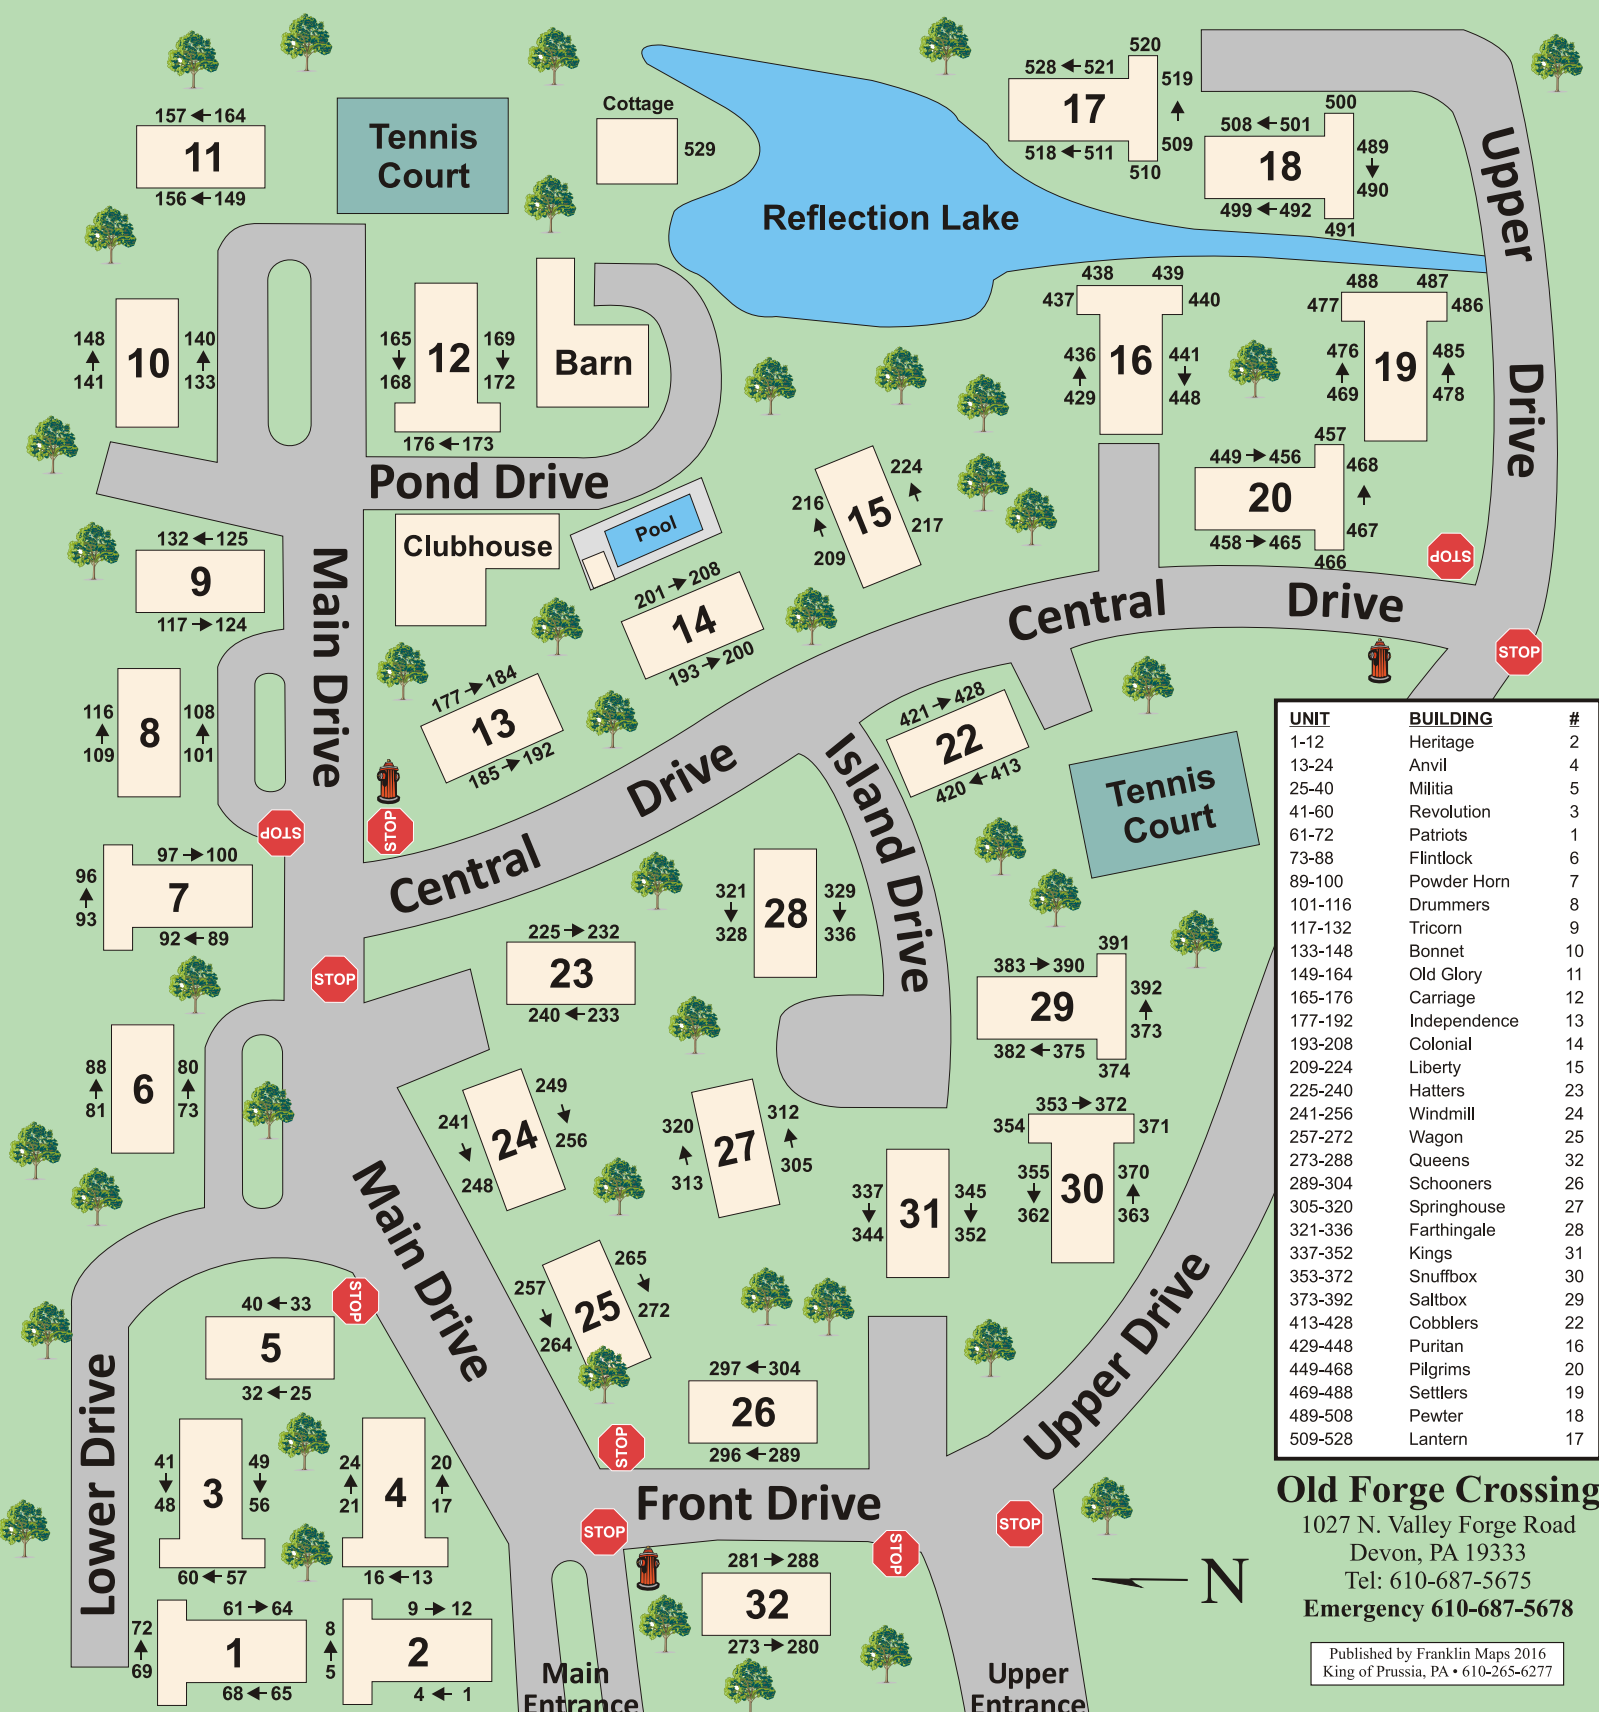 520
528 ← 521
519
17
518 ← 511
509
510
500
508 ← 501
489
18
490
499 ← 492
491
Upper
Drive
157 ← 164
11
156 ← 149
Tennis
Court
Cottage
529
Reflection Lake
438 439
437 440
436 441
16
429 448
488 487
477 486
476 485
19
469 478
148 140
10
141 133
165 169
12
168 172
176 ← 173
Barn
Pond Drive
457
449 → 456
468
20
467
458 → 465
466
STOP
224
216
15
217
209
132 ← 125
9
117 → 124
Main Drive
Clubhouse
Pool
201 → 208
14
193 → 200
Central
Drive
STOP
116 108
8
109 101
177 → 184
13
185 → 192
421 → 428
22
420 ← 413
Island Drive
Tennis
Court
STOP
STOP
Central
Drive
97 → 100
96
7
93
92 ← 89
STOP
225 → 232
23
240 ← 233
321 329
28
328 336
391
383 → 390
392
29
373
382 ← 375
374
88 80
6
81 73
249
241
24
256
248
312
320
27
305
313
353 → 372
354 371
355 370
30
362 363
337 345
31
344 352
Main Drive
265
257
25
272
264
40 ← 33
STOP
5
32 ← 25
297 ← 304
26
296 ← 289
Upper Drive
Lower Drive
41 49
3
48 56
60 ← 57
24 20
4
21 17
16 ← 13
STOP
Front Drive
STOP
STOP
STOP
281 → 288
32
273 → 280
61 → 64
72
1
69
68 ← 65
9 → 12
8
2
5
4 ← 1
Main
Entrance
Upper
Entrance
N
UNIT BUILDING #
1-12 Heritage 2
13-24 Anvil 4
25-40 Militia 5
41-60 Revolution 3
61-72 Patriots 1
73-88 Flintlock 6
89-100 Powder Horn 7
101-116 Drummers 8
117-132 Tricorn 9
133-148 Bonnet 10
149-164 Old Glory 11
165-176 Carriage 12
177-192 Independence 13
193-208 Colonial 14
209-224 Liberty 15
225-240 Hatters 23
241-256 Windmill 24
257-272 Wagon 25
273-288 Queens 32
289-304 Schooners 26
305-320 Springhouse 27
321-336 Farthingale 28
337-352 Kings 31
353-372 Snuffbox 30
373-392 Saltbox 29
413-428 Cobblers 22
429-448 Puritan 16
449-468 Pilgrims 20
469-488 Settlers 19
489-508 Pewter 18
509-528 Lantern 17
Old Forge Crossing
1027 N. Valley Forge Road
Devon, PA 19333
Tel: 610-687-5675
Emergency 610-687-5678
Published by Franklin Maps 2016
King of Prussia, PA • 610-265-6277